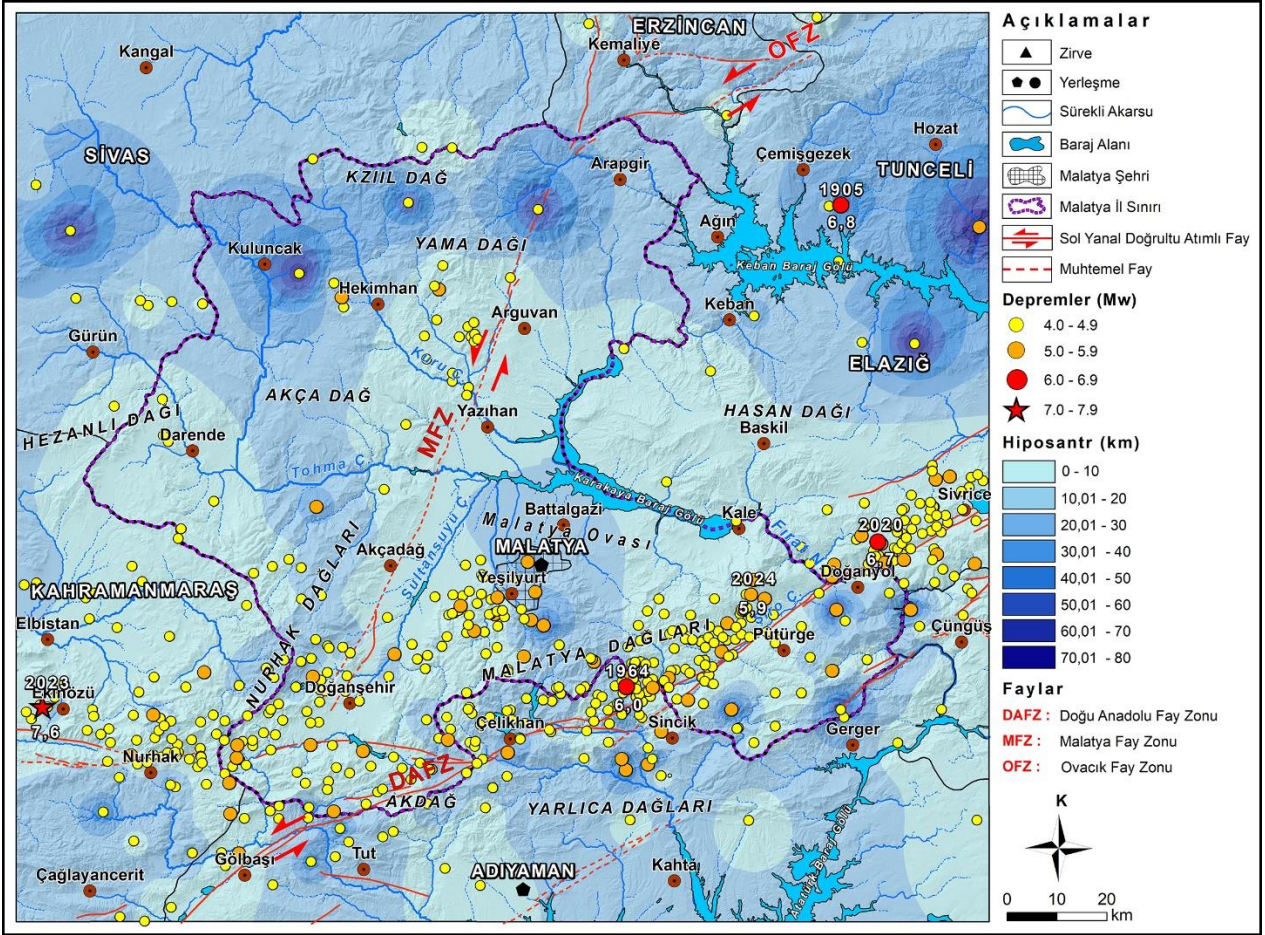 ERZİNCAN
Kemaliye
OFZ
Kangal
Hozat
SİVAS
Arapgir
Çemişgezek
TUNCELİ
KZIIL DAĞ
1905
6,8
Ağın
Kuluncak
YAMA DAĞI
Keban Baraj Gölü
Hekimhan
Arguvan
Keban
Gürün
ELAZIĞ
Kuru Ç.
AKÇA DAĞ
HEZANLI DAĞI
Yazıhan
HASAN DAĞI
Baskil
Darende
MFZ
Tohma Ç.
Karakaya Baraj Gölü
Sivrice
Battalgazi
Kale
Malatya Ovası
Fırat N.
2020
6,7
MALATYA
Akçadağ
Sultansuyu Ç.
Yeşilyurt
Doğanyol
2024
5,9
KAHRAMANMARAŞ
NURHAK DAĞLARI
Elbistan
Çüngüş
MALATYA DAĞLARI
Pütürge
1964
6,0
2023
Ekinözü
7,6
Doğanşehir
Çelikhan
Sincik
Gerger
Nurhak
DAFZ
AKDAĞ
YARLICA DAĞLARI
Gölbaşı
Tut
Çağlayancerit
ADIYAMAN
Kahta
Atatürk Baraj Gölü
Açıklamalar
Zirve
Yerleşme
Sürekli Akarsu
Baraj Alanı
Malatya Şehri
Malatya İl Sınırı
Sol Yanal Doğrultu Atımlı Fay
Muhtemel Fay
Depremler (Mw)
4.0 - 4.9
5.0 - 5.9
6.0 - 6.9
7.0 - 7.9
Hiposantr (km)
0 - 10
10,01 - 20
20,01 - 30
30,01 - 40
40,01 - 50
50,01 - 60
60,01 - 70
70,01 - 80
Faylar
DAFZ : Doğu Anadolu Fay Zonu
MFZ : Malatya Fay Zonu
OFZ : Ovacık Fay Zonu
K
0 10 20
km